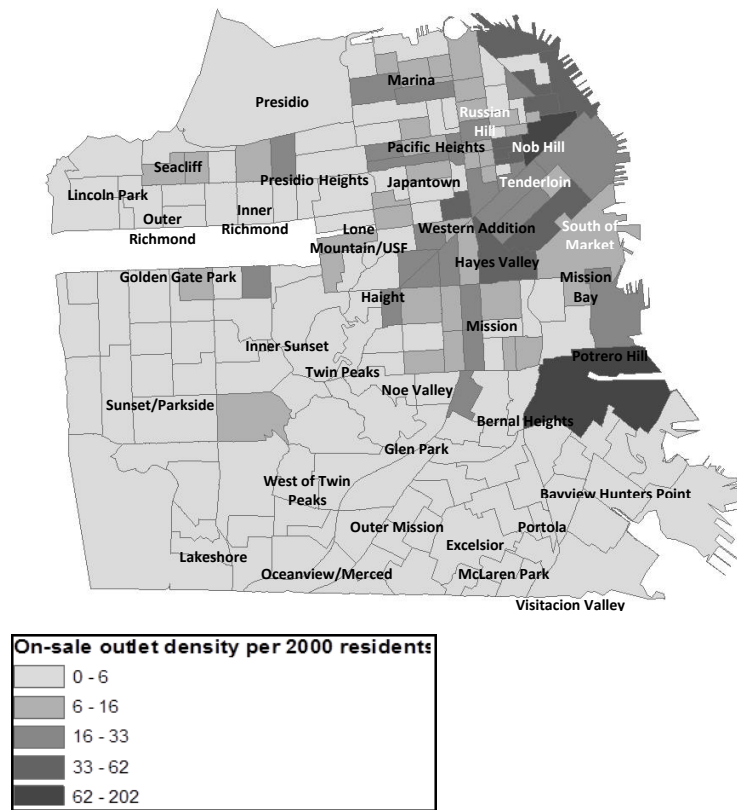 Marina
Presidio
Russian
Hill
Pacific Heights
Nob Hill
Seacliff
Presidio Heights
Japantown
Tenderloin
Lincoln Park
Outer
Richmond
Inner
Richmond
Lone
Mountain/USF
Western Addition
South of
Market
Hayes Valley
Golden Gate Park
Mission
Bay
Haight
Mission
Inner Sunset
Potrero Hill
Twin Peaks
Noe Valley
Sunset/Parkside
Bernal Heights
Glen Park
West of Twin
Peaks
Bayview Hunters Point
Outer Mission
Portola
Excelsior
Lakeshore
Oceanview/Merced
McLaren Park
Visitacion Valley
On-sale outlet density per 2000 residents
0 - 6
6 - 16
16 - 33
33 - 62
62 - 202